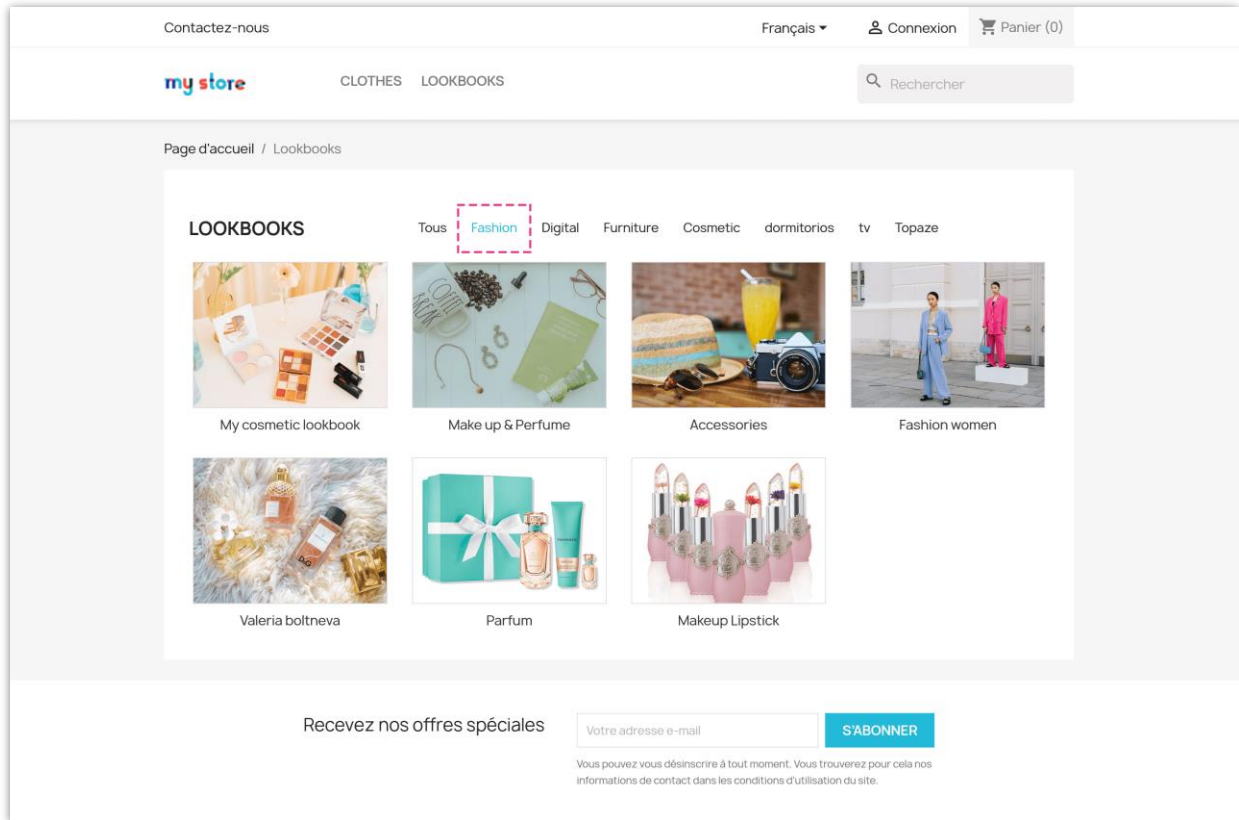 Contactez-nous Français Connexion Panier (0)
my store CLOTHES LOOKBOOKS Rechercher
Page d'accueil / Lookbooks
LOOKBOOKS Tous Fashion Digital Furniture Cosmetic dormitorios tv Topaze
COFFEE BREAK
My cosmetic lookbook Make up & Perfume Accessories Fashion women
D&G
Valeria boltneva Parfum Makeup Lipstick
Recevez nos offres spéciales Votre adresse e-mail S'ABONNER
Vous pouvez vous désinscrire à tout moment. Vous trouverez pour cela nos
informations de contact dans les conditions d'utilisation du site.